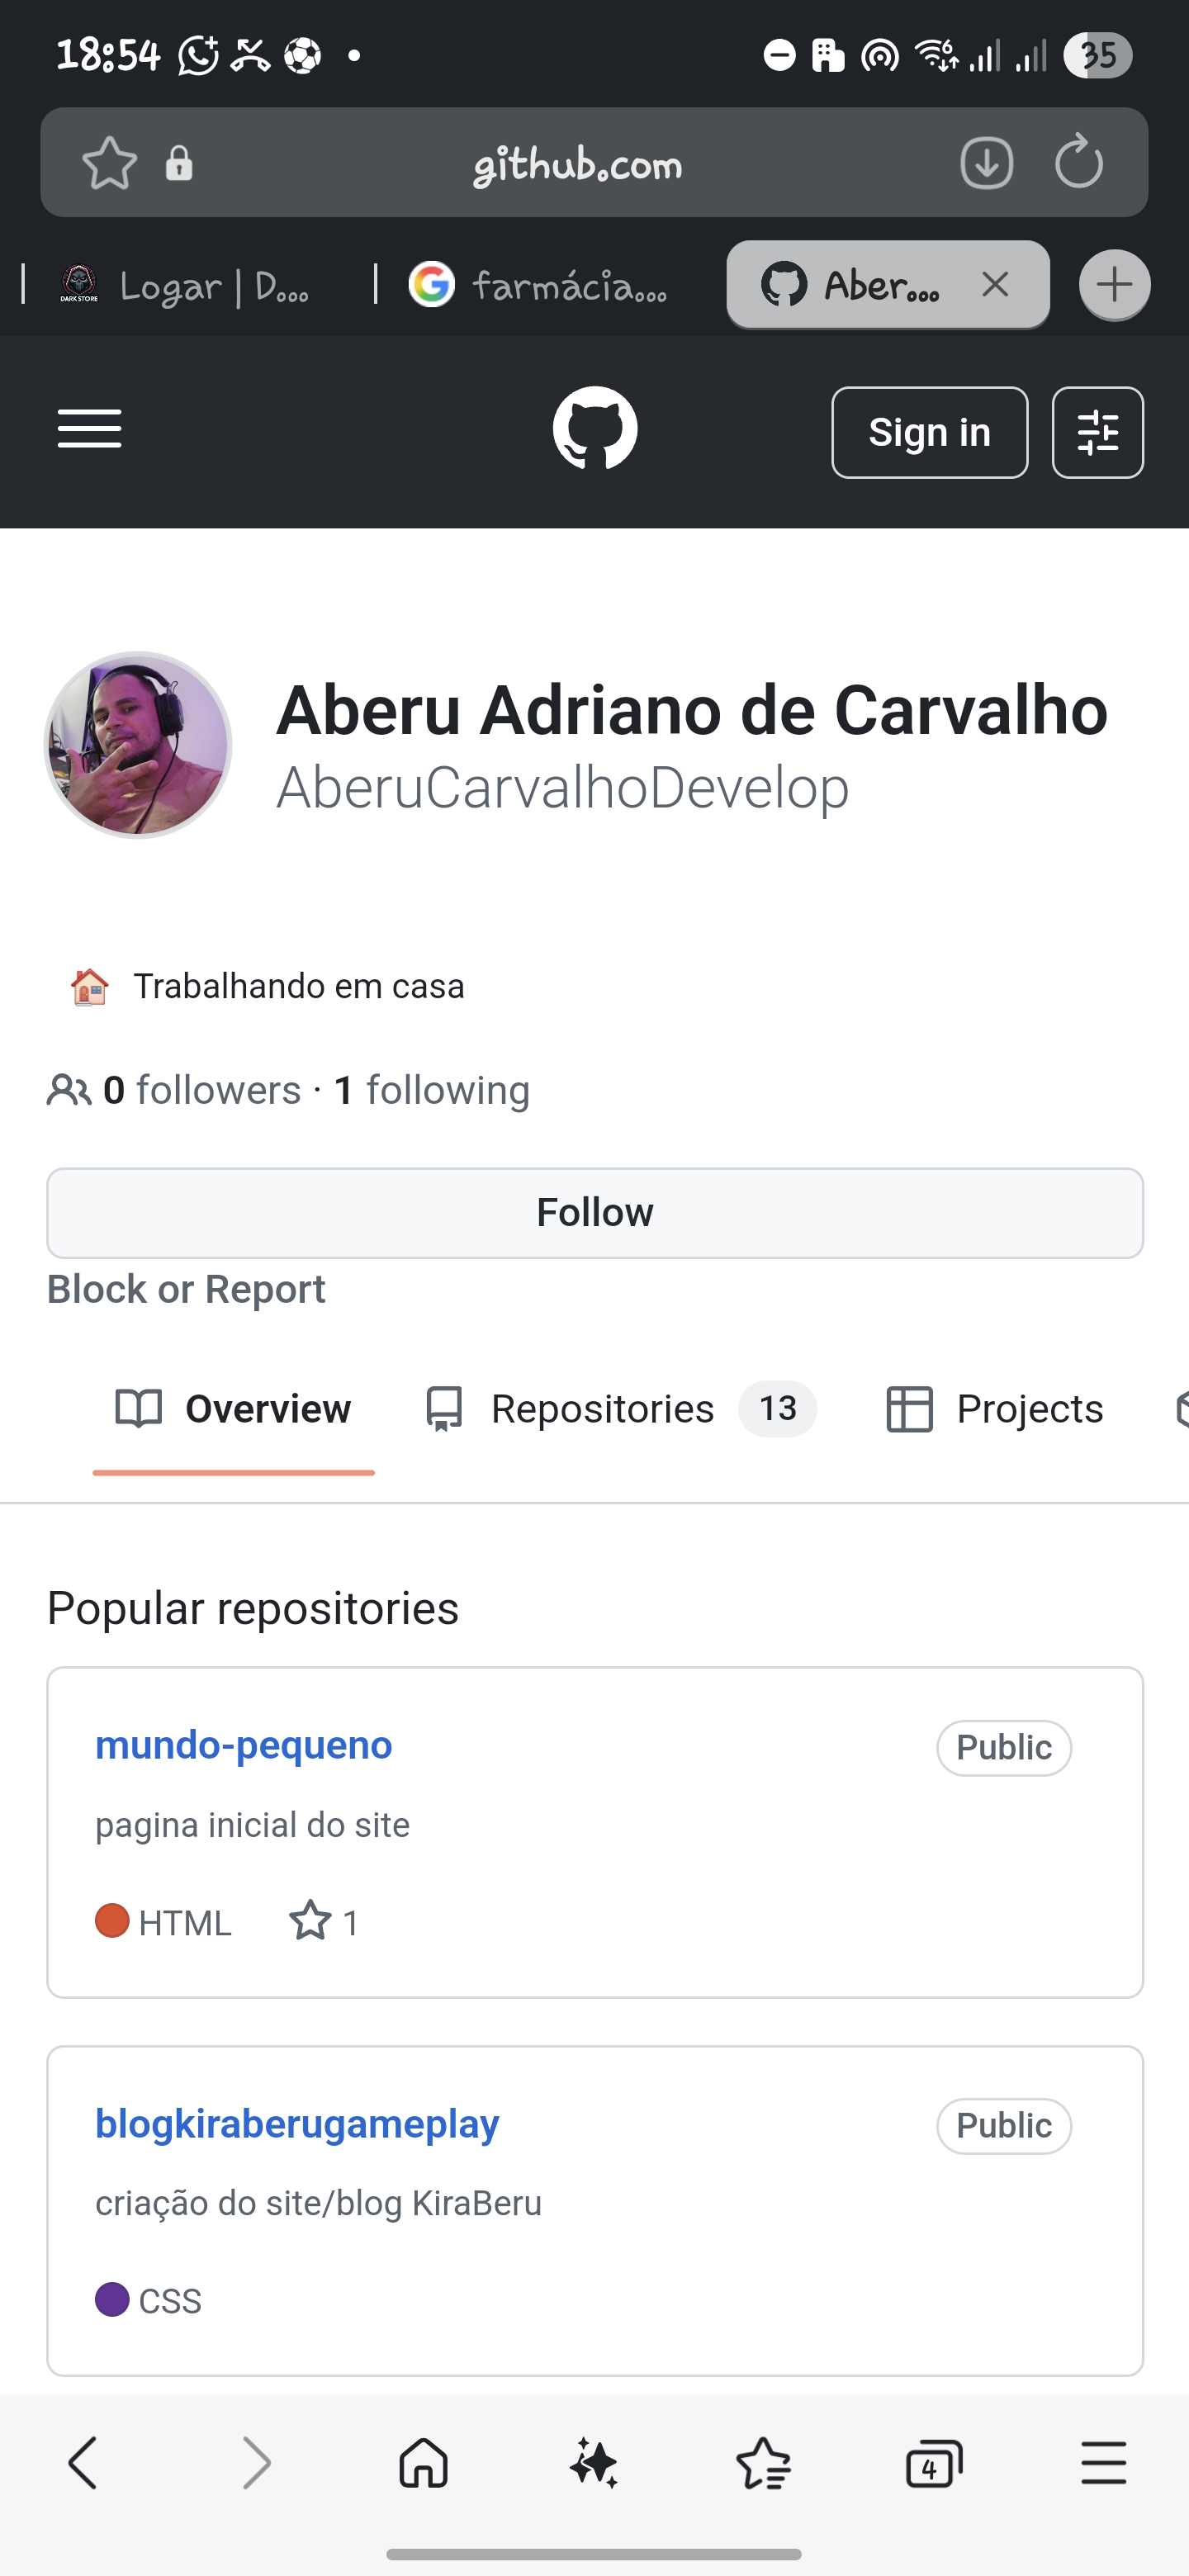 18:54
35
github.com
DARK STORE Logar | D... farmácia... Aber...
Sign in
Aberu Adriano de Carvalho
AberuCarvalhoDevelop
Trabalhando em casa
0 followers · 1 following
Follow
Block or Report
Overview Repositories 13 Projects
Popular repositories
mundo-pequeno Public
pagina inicial do site
HTML 1
blogkiraberugameplay Public
criação do site/blog KiraBeru
CSS
4